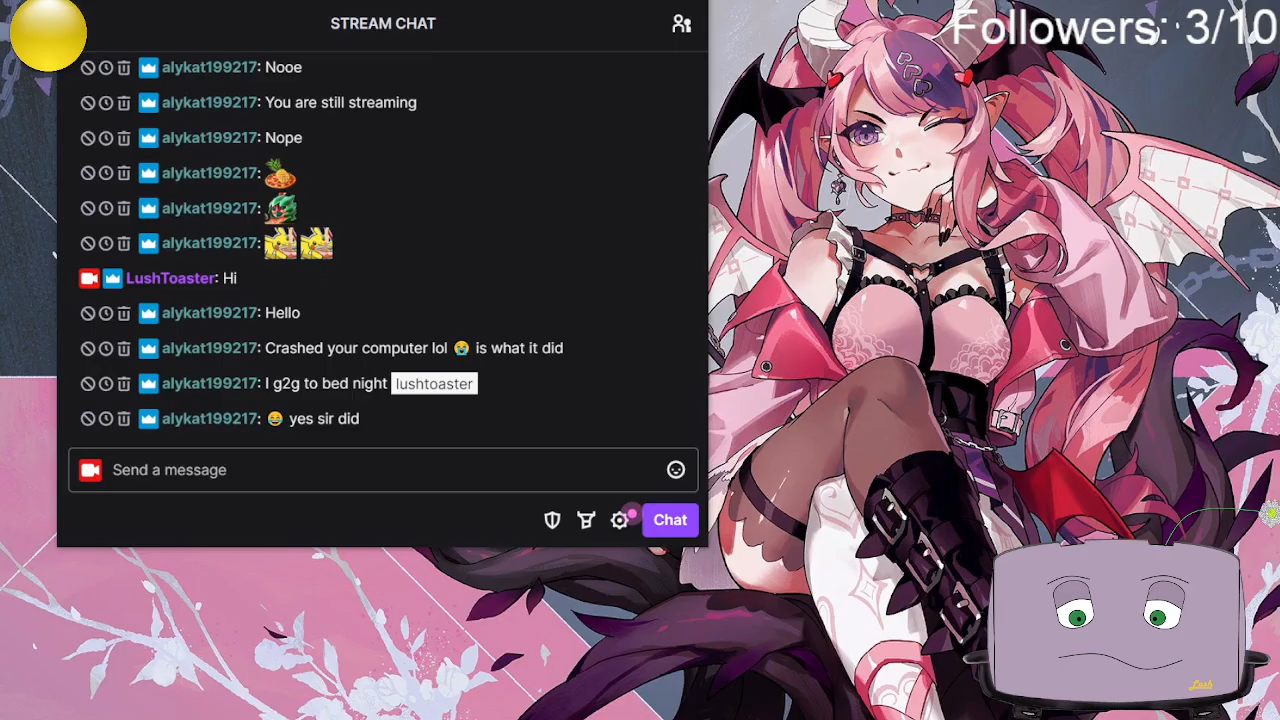 STREAM CHAT
Followers: 3/10
alykat199217: Nooe
alykat199217: You are still streaming
alykat199217: Nope
alykat199217:
alykat199217:
alykat199217:
LushToaster: Hi
alykat199217: Hello
alykat199217: Crashed your computer lol 😭 is what it did
alykat199217: I g2g to bed night lushtoaster
alykat199217: 😂 yes sir did
Send a message
Chat
Lush